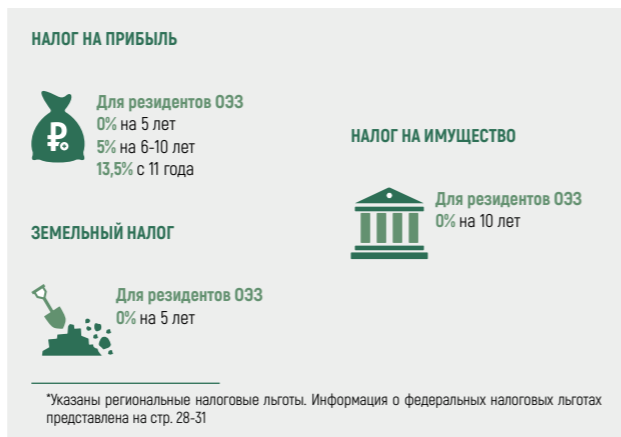 НАЛОГ НА ПРИБЫЛЬ
Для резидентов ОЭЗ
0% на 5 лет
5% на 6-10 лет
13,5% с 11 года
ЗЕМЕЛЬНЫЙ НАЛОГ
Для резидентов ОЭЗ
0% на 5 лет
НАЛОГ НА ИМУЩЕСТВО
Для резидентов ОЭЗ
0% на 10 лет
*Указаны региональные налоговые льготы. Информация о федеральных налоговых льготах
представлена на стр. 28-31